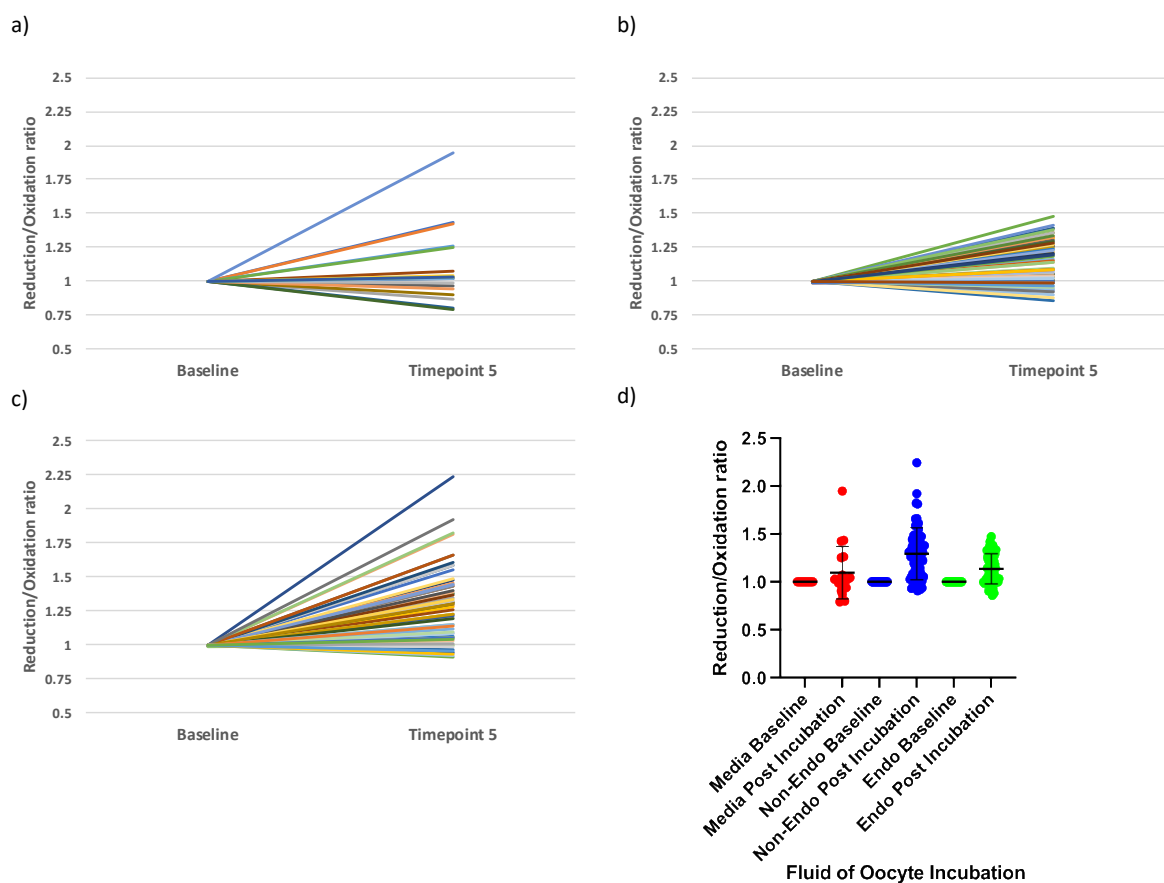 a)
Reduction/Oxidation ratio
2.5
2.25
2
1.75
1.5
1.25
1
0.75
0.5
Baseline
Timepoint 5
b)
Reduction/Oxidation ratio
2.5
2.25
2
1.75
1.5
1.25
1
0.75
0.5
Baseline
Timepoint 5
c)
Reduction/Oxidation ratio
2.5
2.25
2
1.75
1.5
1.25
1
0.75
0.5
Baseline
Timepoint 5
d)
Reduction/Oxidation ratio
2.5
2.0
1.5
1.0
0.5
0.0
Media Baseline
Media Post Incubation
Non-Endo Baseline
Non-Endo Post Incubation
Endo Baseline
Endo Post Incubation
Fluid of Oocyte Incubation